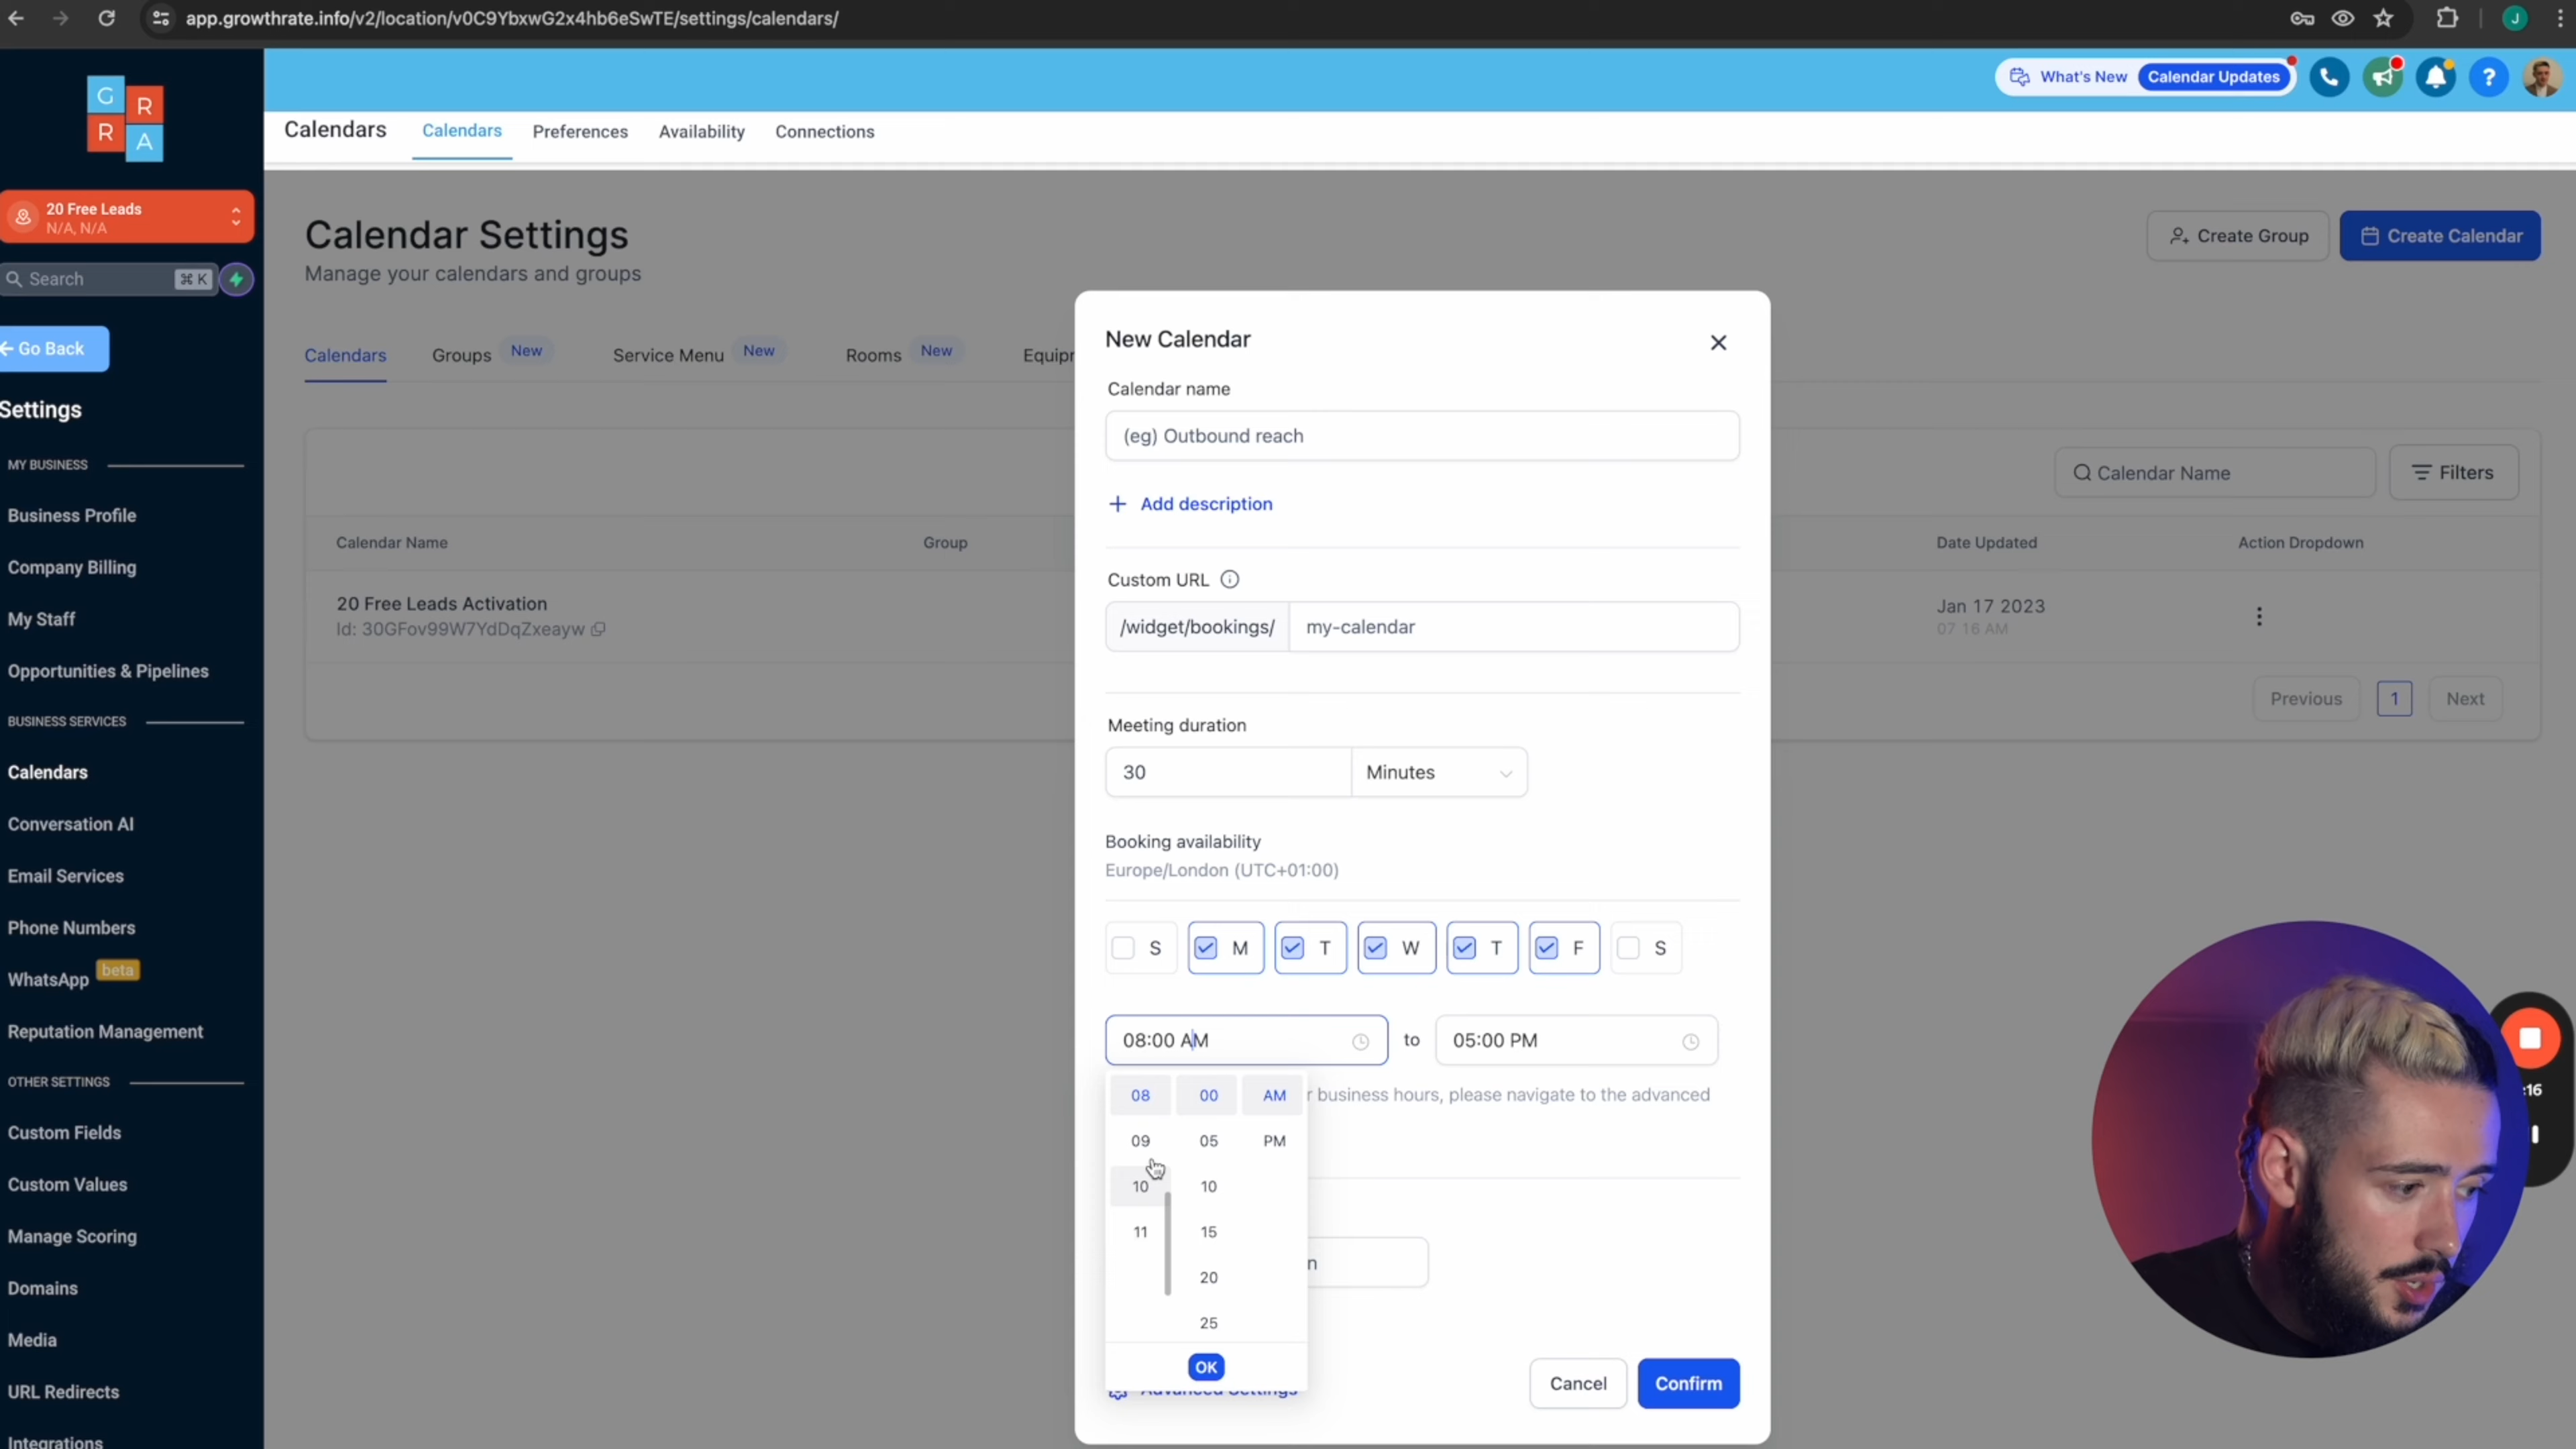 app.growthrate.info/v2/location/v0C9YbxwG2x4hb6eSwTE/settings/calendars/
J
G
R
R
A
What's New
Calendar Updates
?
Calendars
Calendars
Preferences
Availability
Connections
20 Free Leads
N/A, N/A
Search
⌘ K
Go Back
Settings
MY BUSINESS
Business Profile
Company Billing
My Staff
Opportunities & Pipelines
BUSINESS SERVICES
Calendars
Conversation AI
Email Services
Phone Numbers
WhatsApp beta
Reputation Management
OTHER SETTINGS
Custom Fields
Custom Values
Manage Scoring
Domains
Media
URL Redirects
Integrations
Calendar Settings
Manage your calendars and groups
Create Group
Create Calendar
Calendars
Groups New
Service Menu New
Rooms New
Equipr
Calendar Name
Filters
Calendar Name
Group
Date Updated
Action Dropdown
20 Free Leads Activation
Id: 30GFov99W7YdDqZxeayw
Jan 17 2023
07 16 AM
Previous
1
Next
New Calendar
Calendar name
(eg) Outbound reach
+ Add description
Custom URL
/widget/bookings/
my-calendar
Meeting duration
30
Minutes
Booking availability
Europe/London (UTC+01:00)
S M T W T F S
08:00 AM
to
05:00 PM
08 00 AM
r business hours, please navigate to the advanced
09 05 PM
10 10
11 15
20
n
25
OK
Advanced Settings
Cancel
Confirm
:16